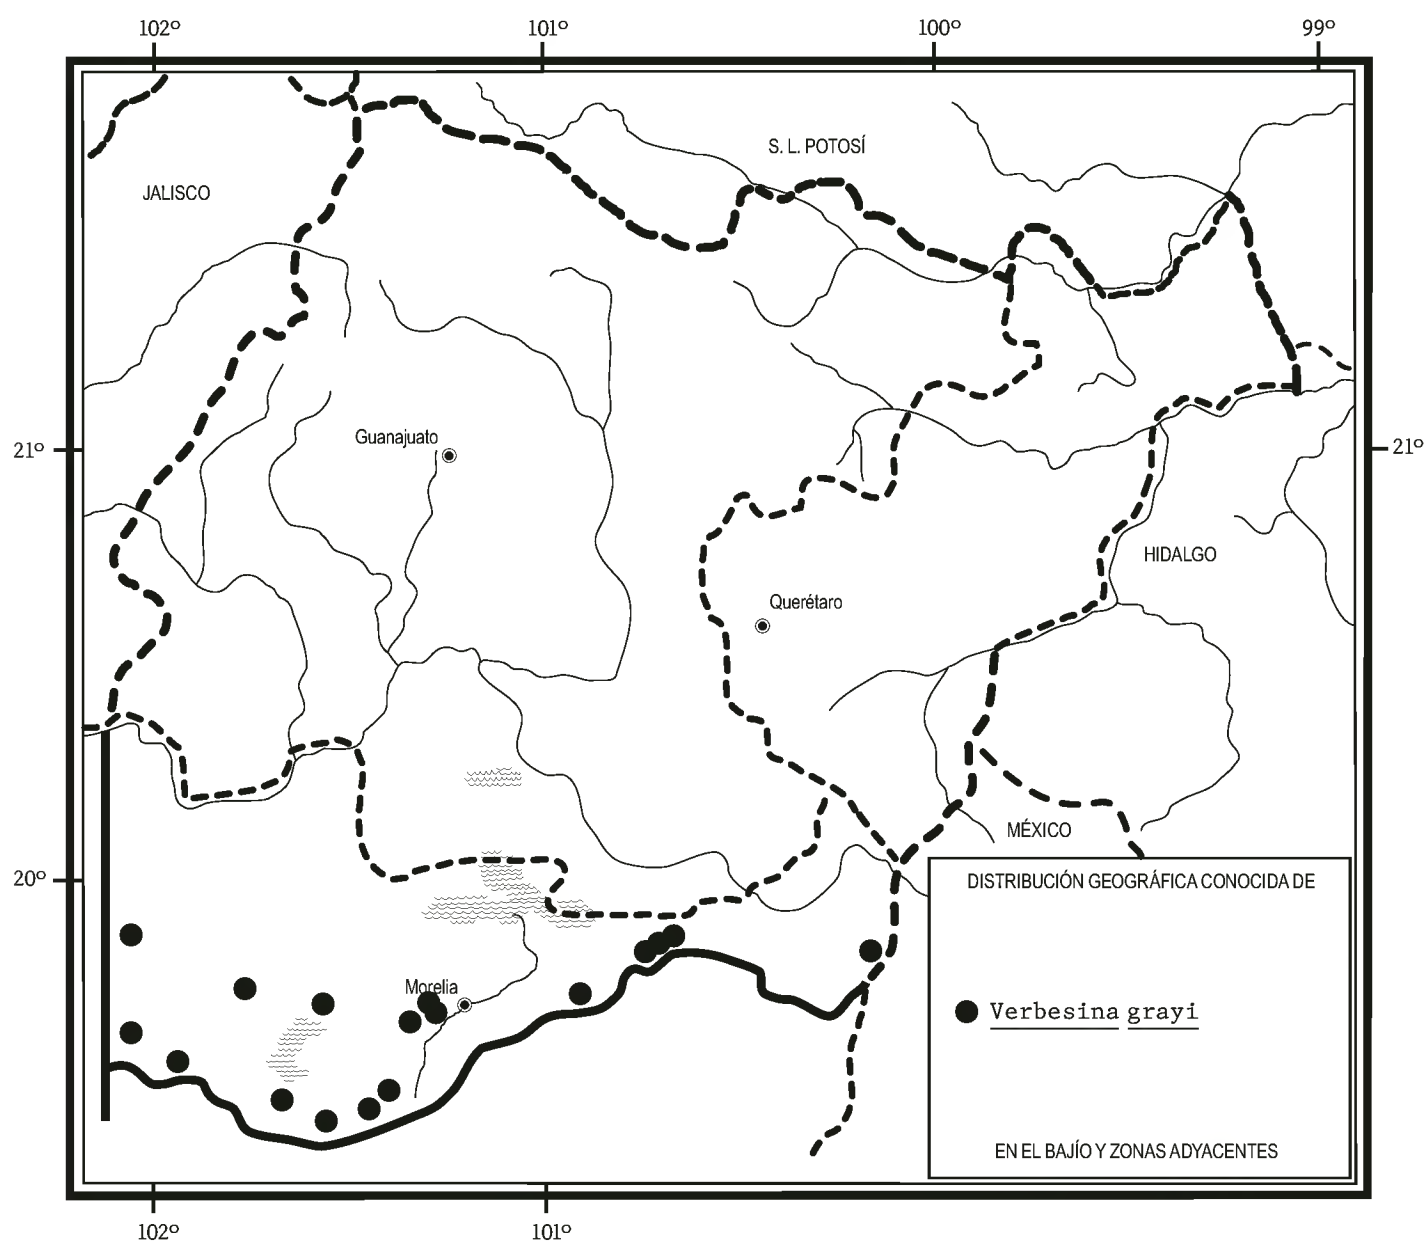 102º 101º 100º 99º
S. L. POTOSÍ
JALISCO
Guanajuato
21º 21º
HIDALGO
Querétaro
MÉXICO
20º
DISTRIBUCIÓN GEOGRÁFICA CONOCIDA DE
Morelia
Verbesina grayi
EN EL BAJÍO Y ZONAS ADYACENTES
102º 101º